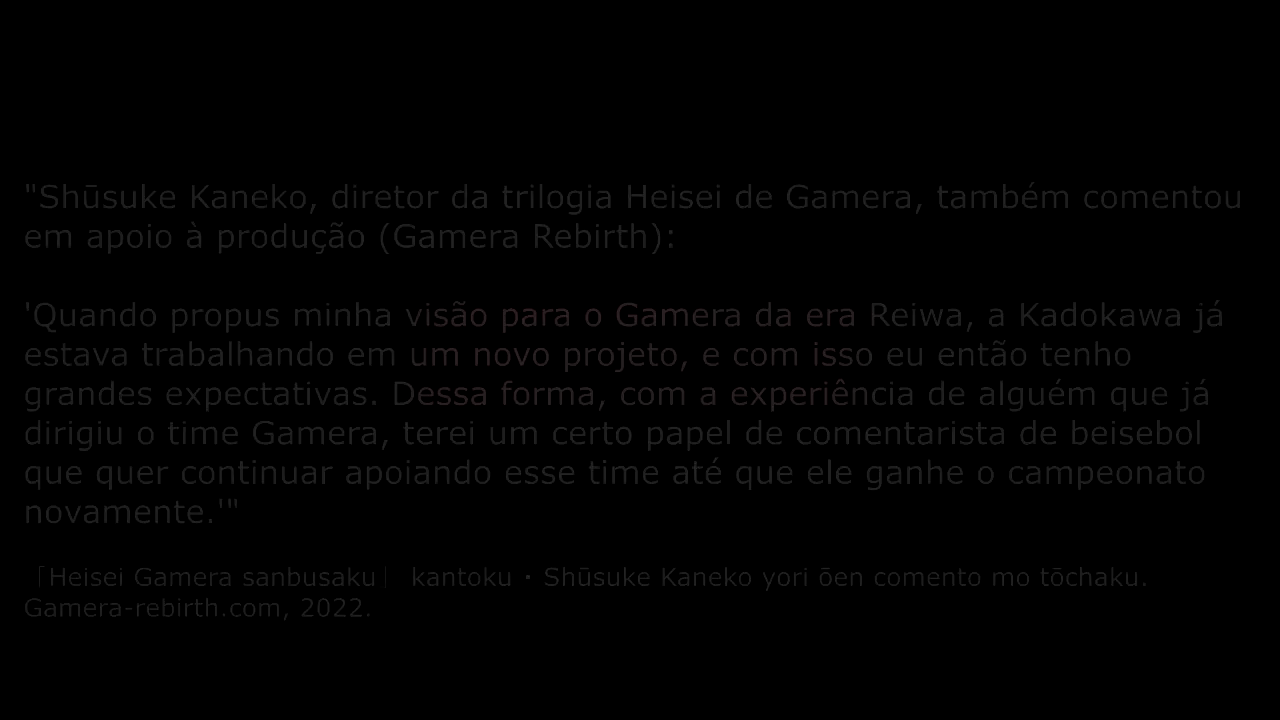 "Shūsuke Kaneko, diretor da trilogia Heisei de Gamera, também comentou
em apoio à produção (Gamera Rebirth):
'Quando propus minha visão para o Gamera da era Reiwa, a Kadokawa já
estava trabalhando em um novo projeto, e com isso eu então tenho
grandes expectativas. Dessa forma, com a experiência de alguém que já
dirigiu o time Gamera, terei um certo papel de comentarista de beisebol
que quer continuar apoiando esse time até que ele ganhe o campeonato
novamente.'"
「Heisei Gamera sanbusaku」 kantoku・Shūsuke Kaneko yori ōen comento mo tōchaku.
Gamera-rebirth.com, 2022.